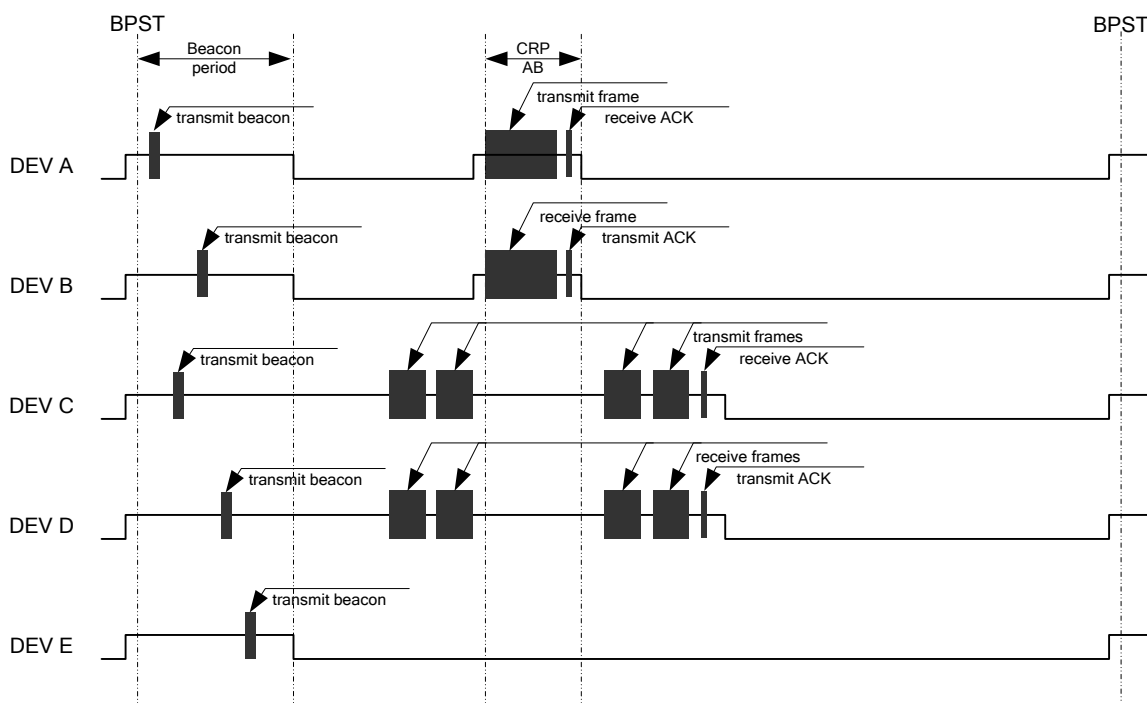 BPST
BPST
Beacon
period
CRP
AB
transmit frame
transmit beacon
receive ACK
DEV A
receive frame
transmit beacon
transmit ACK
DEV B
transmit frames
transmit beacon
receive ACK
DEV C
receive frames
transmit beacon
transmit ACK
DEV D
transmit beacon
DEV E